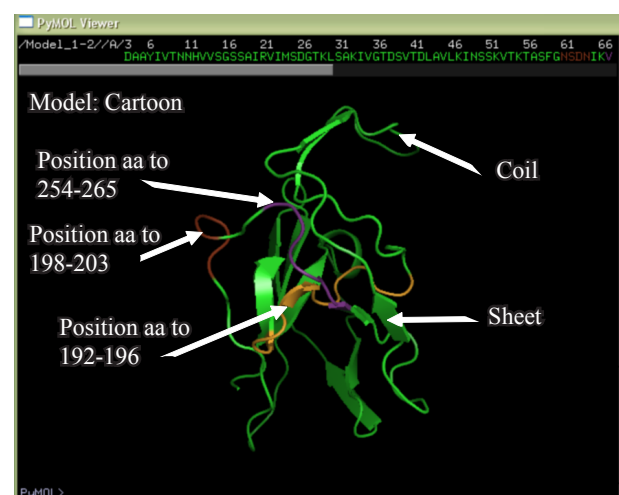 PyMOL Viewer
/Model_1-2//A/3 6 11 16 21 26 31 36 41 46 51 56 61 66
DAAYIVTNNHVVSGSSAIRVIMSDGTKLSAKIVGTDSVTDLAVLKINSSKVTKTASFGNSDNIKV
Model: Cartoon
Position aa to
254-265
Coil
Position aa to
198-203
Position aa to
192-196
Sheet
PyMOL>